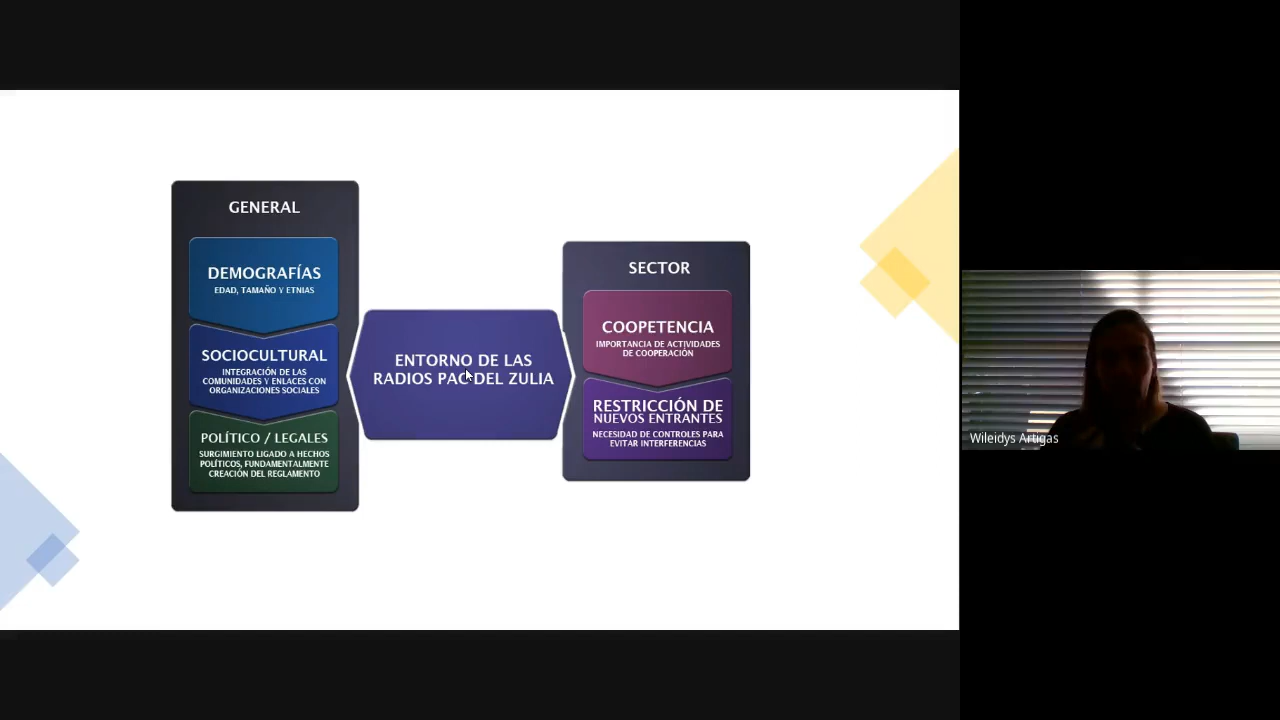 GENERAL
DEMOGRAFÍAS
EDAD, TAMAÑO Y ETNIAS
SOCIOCULTURAL
INTEGRACIÓN DE LAS
COMUNIDADES Y ENLACES CON
ORGANIZACIONES SOCIALES
POLÍTICO / LEGALES
SURGIMIENTO LIGADO A HECHOS
POLÍTICOS, FUNDAMENTALMENTE
CREACIÓN DEL REGLAMENTO
ENTORNO DE LAS
RADIOS PAC DEL ZULIA
SECTOR
COOPETENCIA
IMPORTANCIA DE ACTIVIDADES
DE COOPERACIÓN
RESTRICCIÓN DE
NUEVOS ENTRANTES
NECESIDAD DE CONTROLES PARA
EVITAR INTERFERENCIAS
Wileidys Artigas